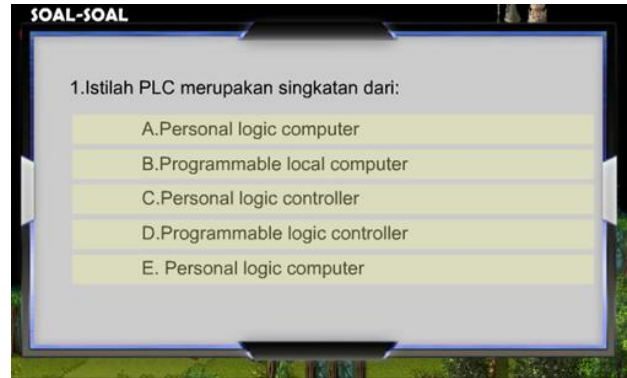 SOAL-SOAL
1.Istilah PLC merupakan singkatan dari:
A.Personal logic computer
B.Programmable local computer
C.Personal logic controller
D.Programmable logic controller
E. Personal logic computer